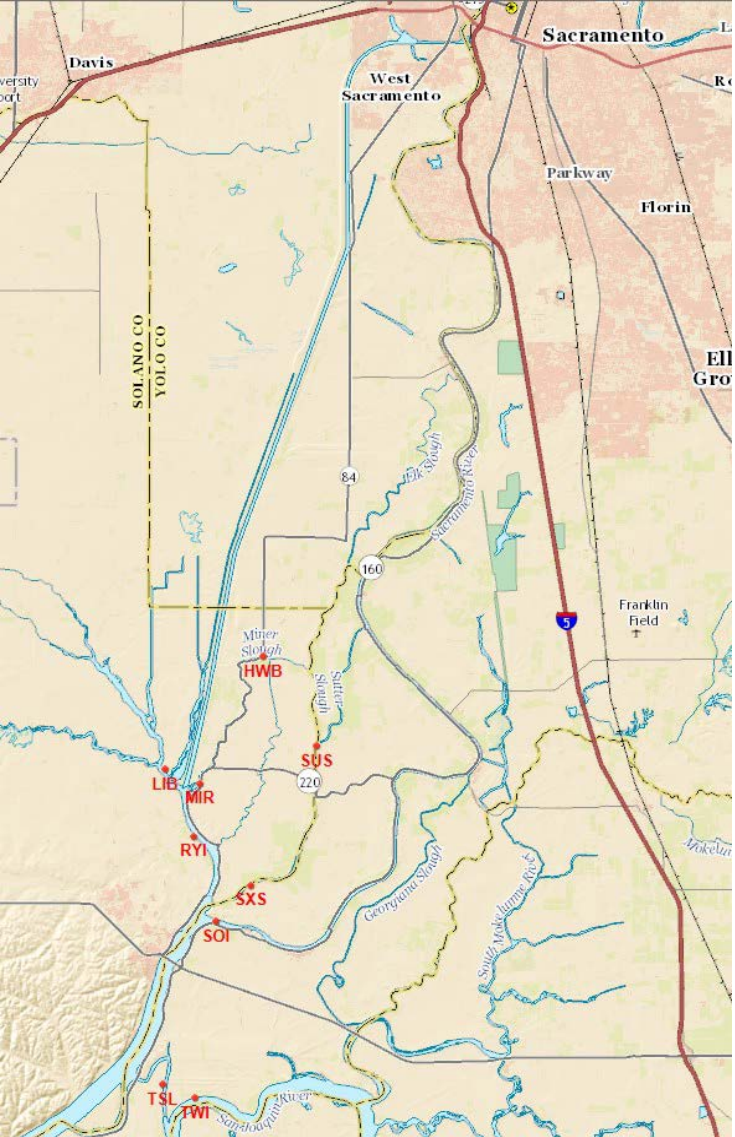 Sacramento
Davis
West
Sacramento
Parkway
Florin
SOLANO CO
YOLO CO
Ell
Gro
84
Elk Slough
Sacramento River
160
5
Franklin
Field
Miner
Slough
HWB
Sutter
Slough
SUS
LIB
MIR
220
RYI
Mokelu
Georgiana Slough
South Mokelumne River
SXS
SOI
TSL
TWI
San Joaquin River